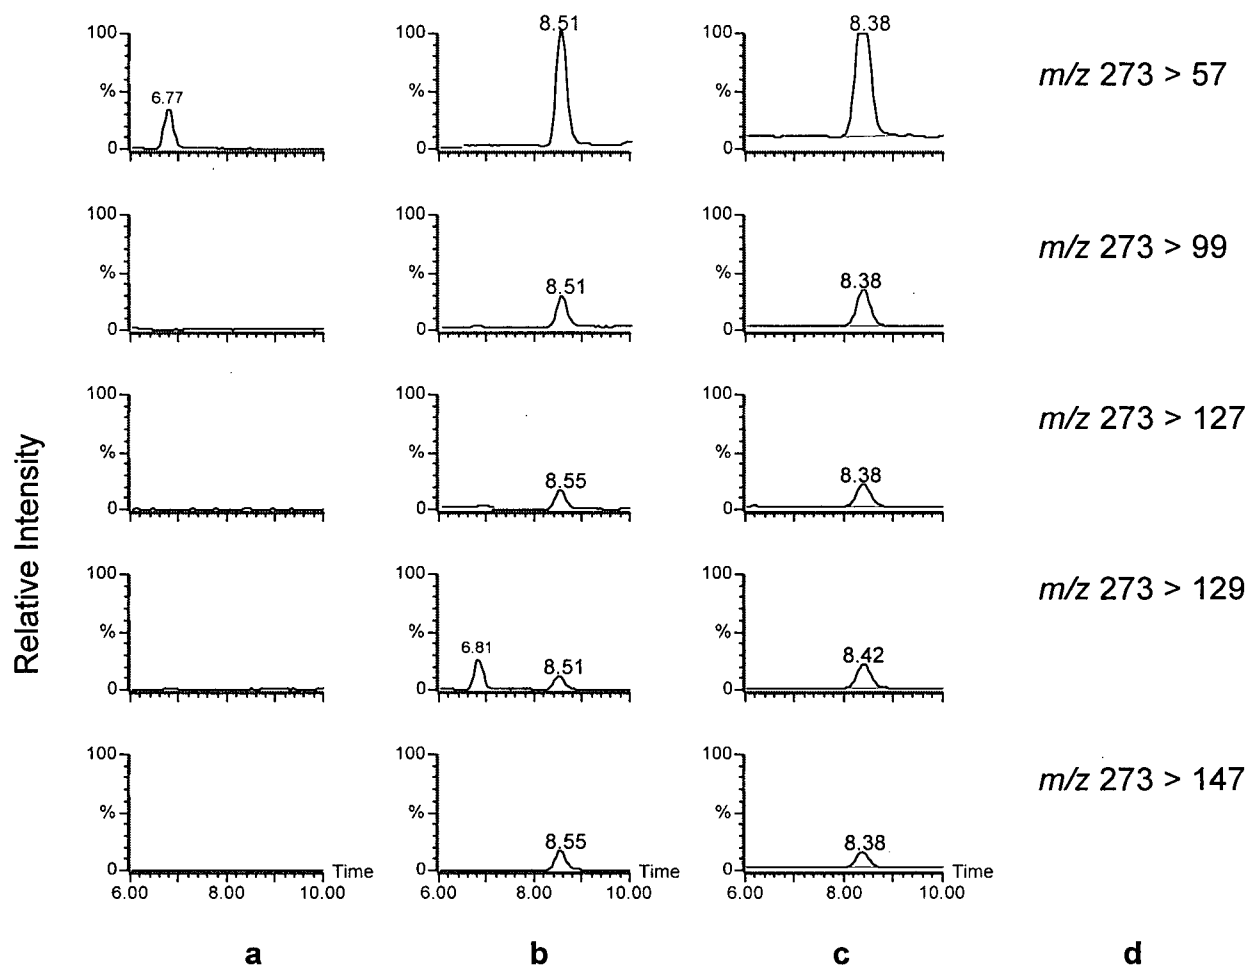 100 % 0 6.77
100 % 0 8.51
100 % 0 8.38
m/z 273 > 57
100 % 0
100 % 0 8.51
100 % 0 8.38
m/z 273 > 99
100 % 0
100 % 0 8.55
100 % 0 8.38
m/z 273 > 127
100 % 0
100 % 0 6.81 8.51
100 % 0 8.42
m/z 273 > 129
100 % 0 6.00 8.00 10.00 Time
100 % 0 8.55 6.00 8.00 10.00 Time
100 % 0 8.38 6.00 8.00 10.00 Time
m/z 273 > 147
Relative Intensity
a b c d